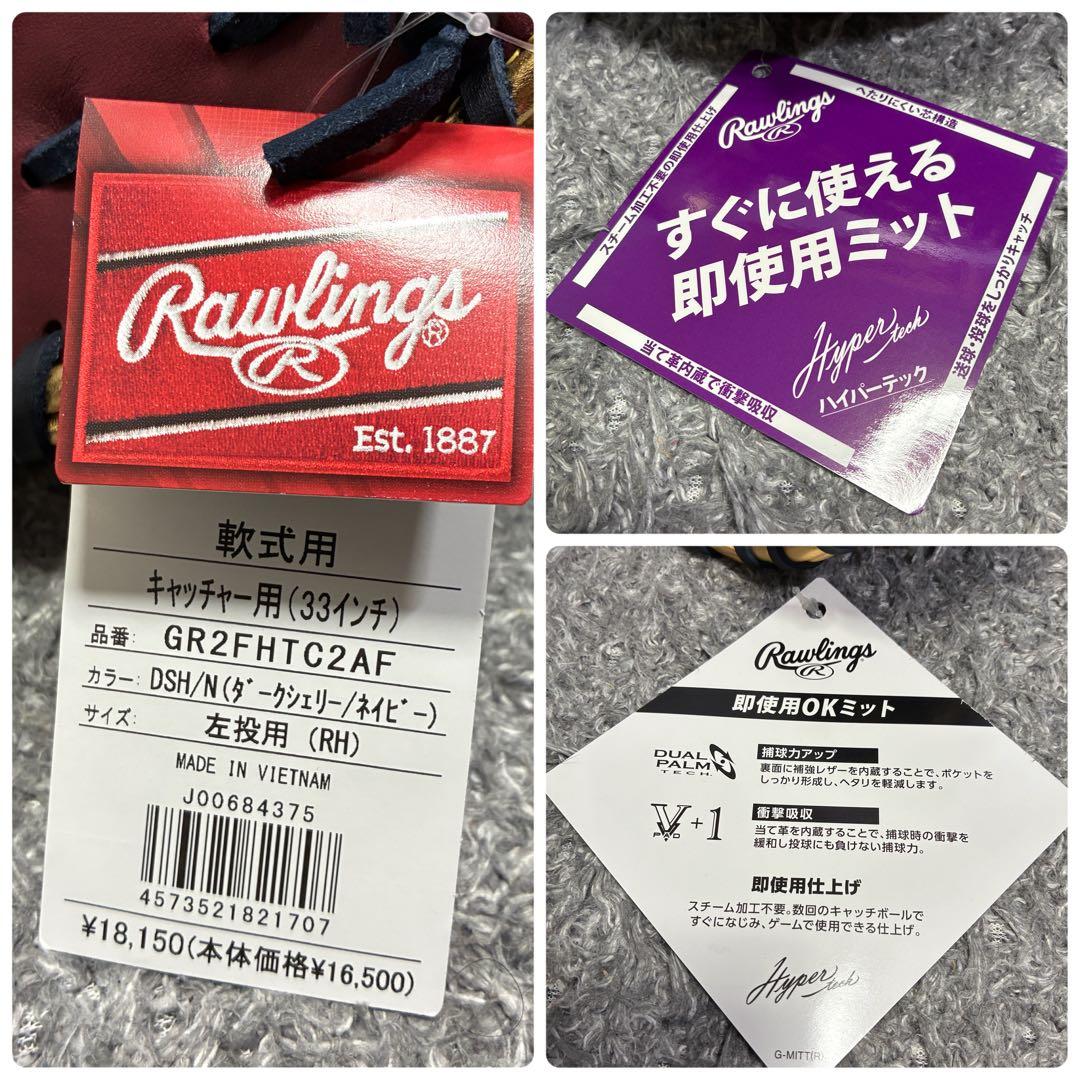 Rawlings®
R
Est. 1887
軟式用
キャッチャー用(33インチ)
品番: GR2FHTC2AF
カラー: DSH/N(ﾀﾞｰｸｼｪﾘｰ/ﾈｲﾋﾞｰ)
サイズ: 左投用 (RH)
MADE IN VIETNAM
J00684375
4573521821707
¥18,150(本体価格¥16,500)
へたりにくい芯構造
スチーム加工不要の即使用仕上げ
Rawlings
R
すぐに使える
即使用ミット
Hyper tech
ハイパーテック
送球・投球をしっかりキャッチ
当て革内蔵で衝撃吸収
Rawlings
R
即使用OKミット
DUAL PALM TECH.
捕球力アップ
裏面に補強レザーを内蔵することで、ポケットを
しっかり形成し、ヘタリを軽減します。
V PAD +1
衝撃吸収
当て革を内蔵することで、捕球時の衝撃を
緩和し投球にも負けない捕球力。
即使用仕上げ
スチーム加工不要。数回のキャッチボールで
すぐになじみ、ゲームで使用できる仕上げ。
Hyper tech
G-MITT(R)